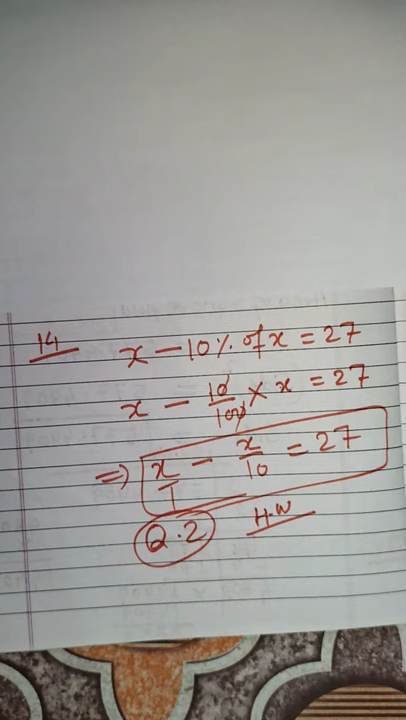 14 x - 10% of x = 27
x - 10/100 × x = 27
⇒ x/1 - x/10 = 27
Q.2 H.W